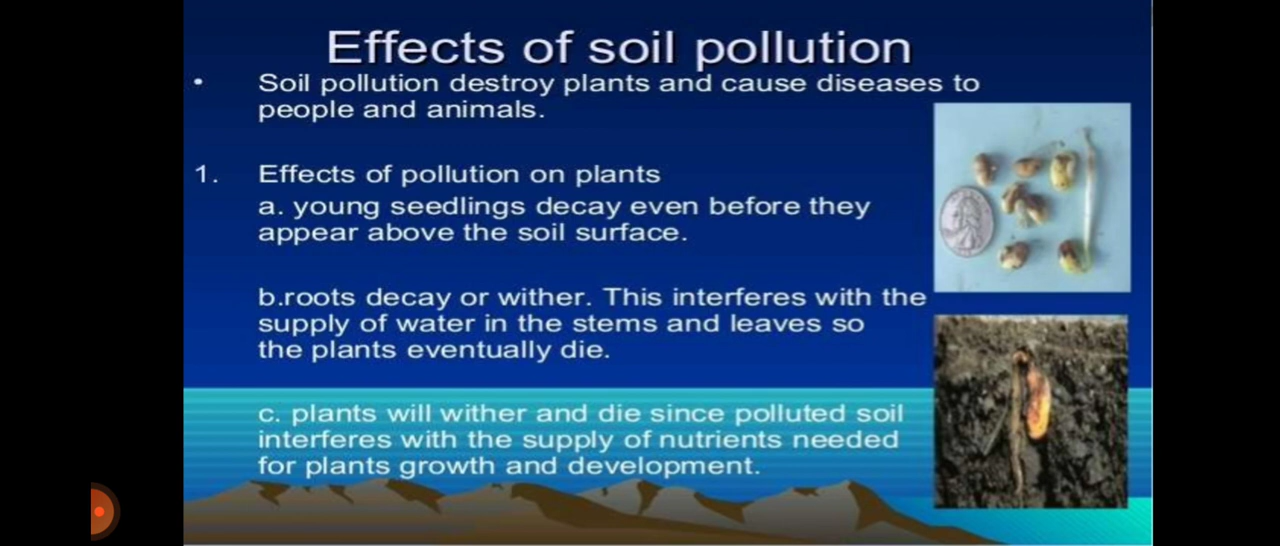 Effects of soil pollution
• Soil pollution destroy plants and cause diseases to
people and animals.
1. Effects of pollution on plants
a. young seedlings decay even before they
appear above the soil surface.
b.roots decay or wither. This interferes with the
supply of water in the stems and leaves so
the plants eventually die.
c. plants will wither and die since polluted soil
interferes with the supply of nutrients needed
for plants growth and development.